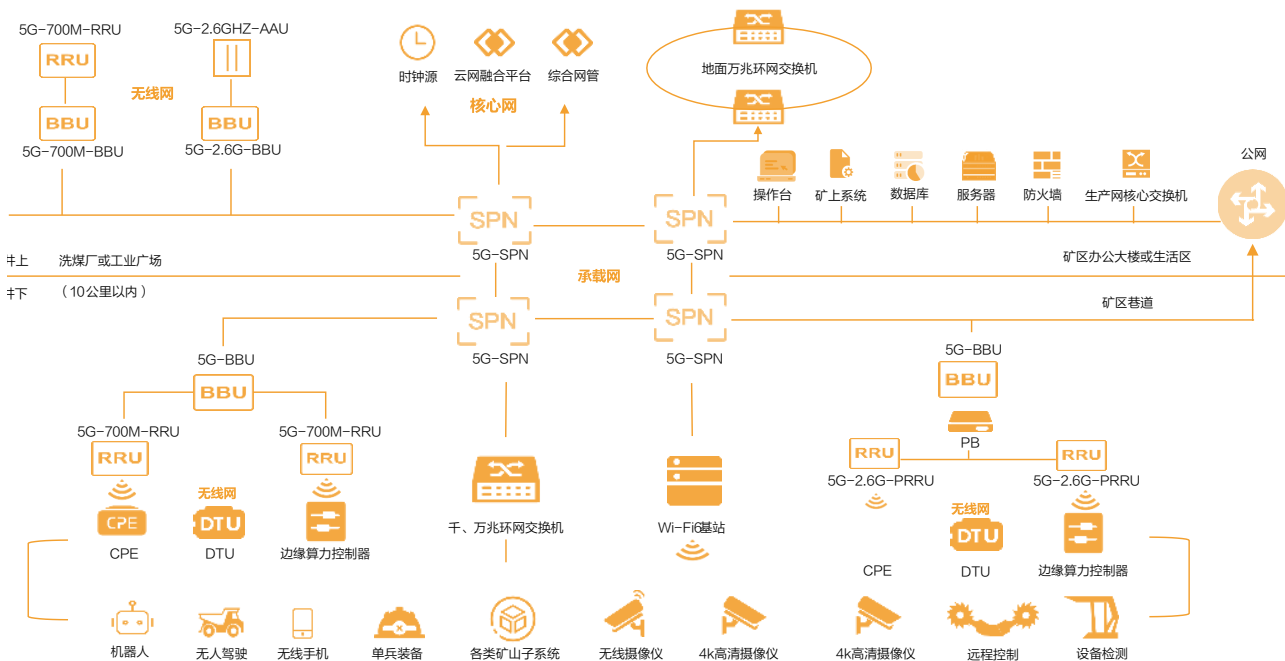 5G-700M-RRU
5G-2.6GHZ-AAU
RRU
无线网
BBU
BBU
5G-700M-BBU
5G-2.6G-BBU
时钟源
云网融合平台
综合网管
核心网
地面万兆环网交换机
操作台
矿上系统
数据库
服务器
防火墙
生产网核心交换机
公网
SPN
SPN
5G-SPN
5G-SPN
井上
洗煤厂或工业广场
承载网
矿区办公大楼或生活区
井下
（10公里以内）
矿区巷道
SPN
SPN
5G-SPN
5G-SPN
5G-BBU
BBU
5G-700M-RRU
5G-700M-RRU
RRU
RRU
无线网
CPE
DTU
CPE
DTU
边缘算力控制器
千、万兆环网交换机
Wi-Fi6基站
5G-BBU
BBU
PB
RRU
RRU
5G-2.6G-PRRU
5G-2.6G-PRRU
无线网
DTU
CPE
DTU
边缘算力控制器
机器人
无人驾驶
无线手机
单兵装备
各类矿山子系统
无线摄像仪
4k高清摄像仪
4k高清摄像仪
远程控制
设备检测